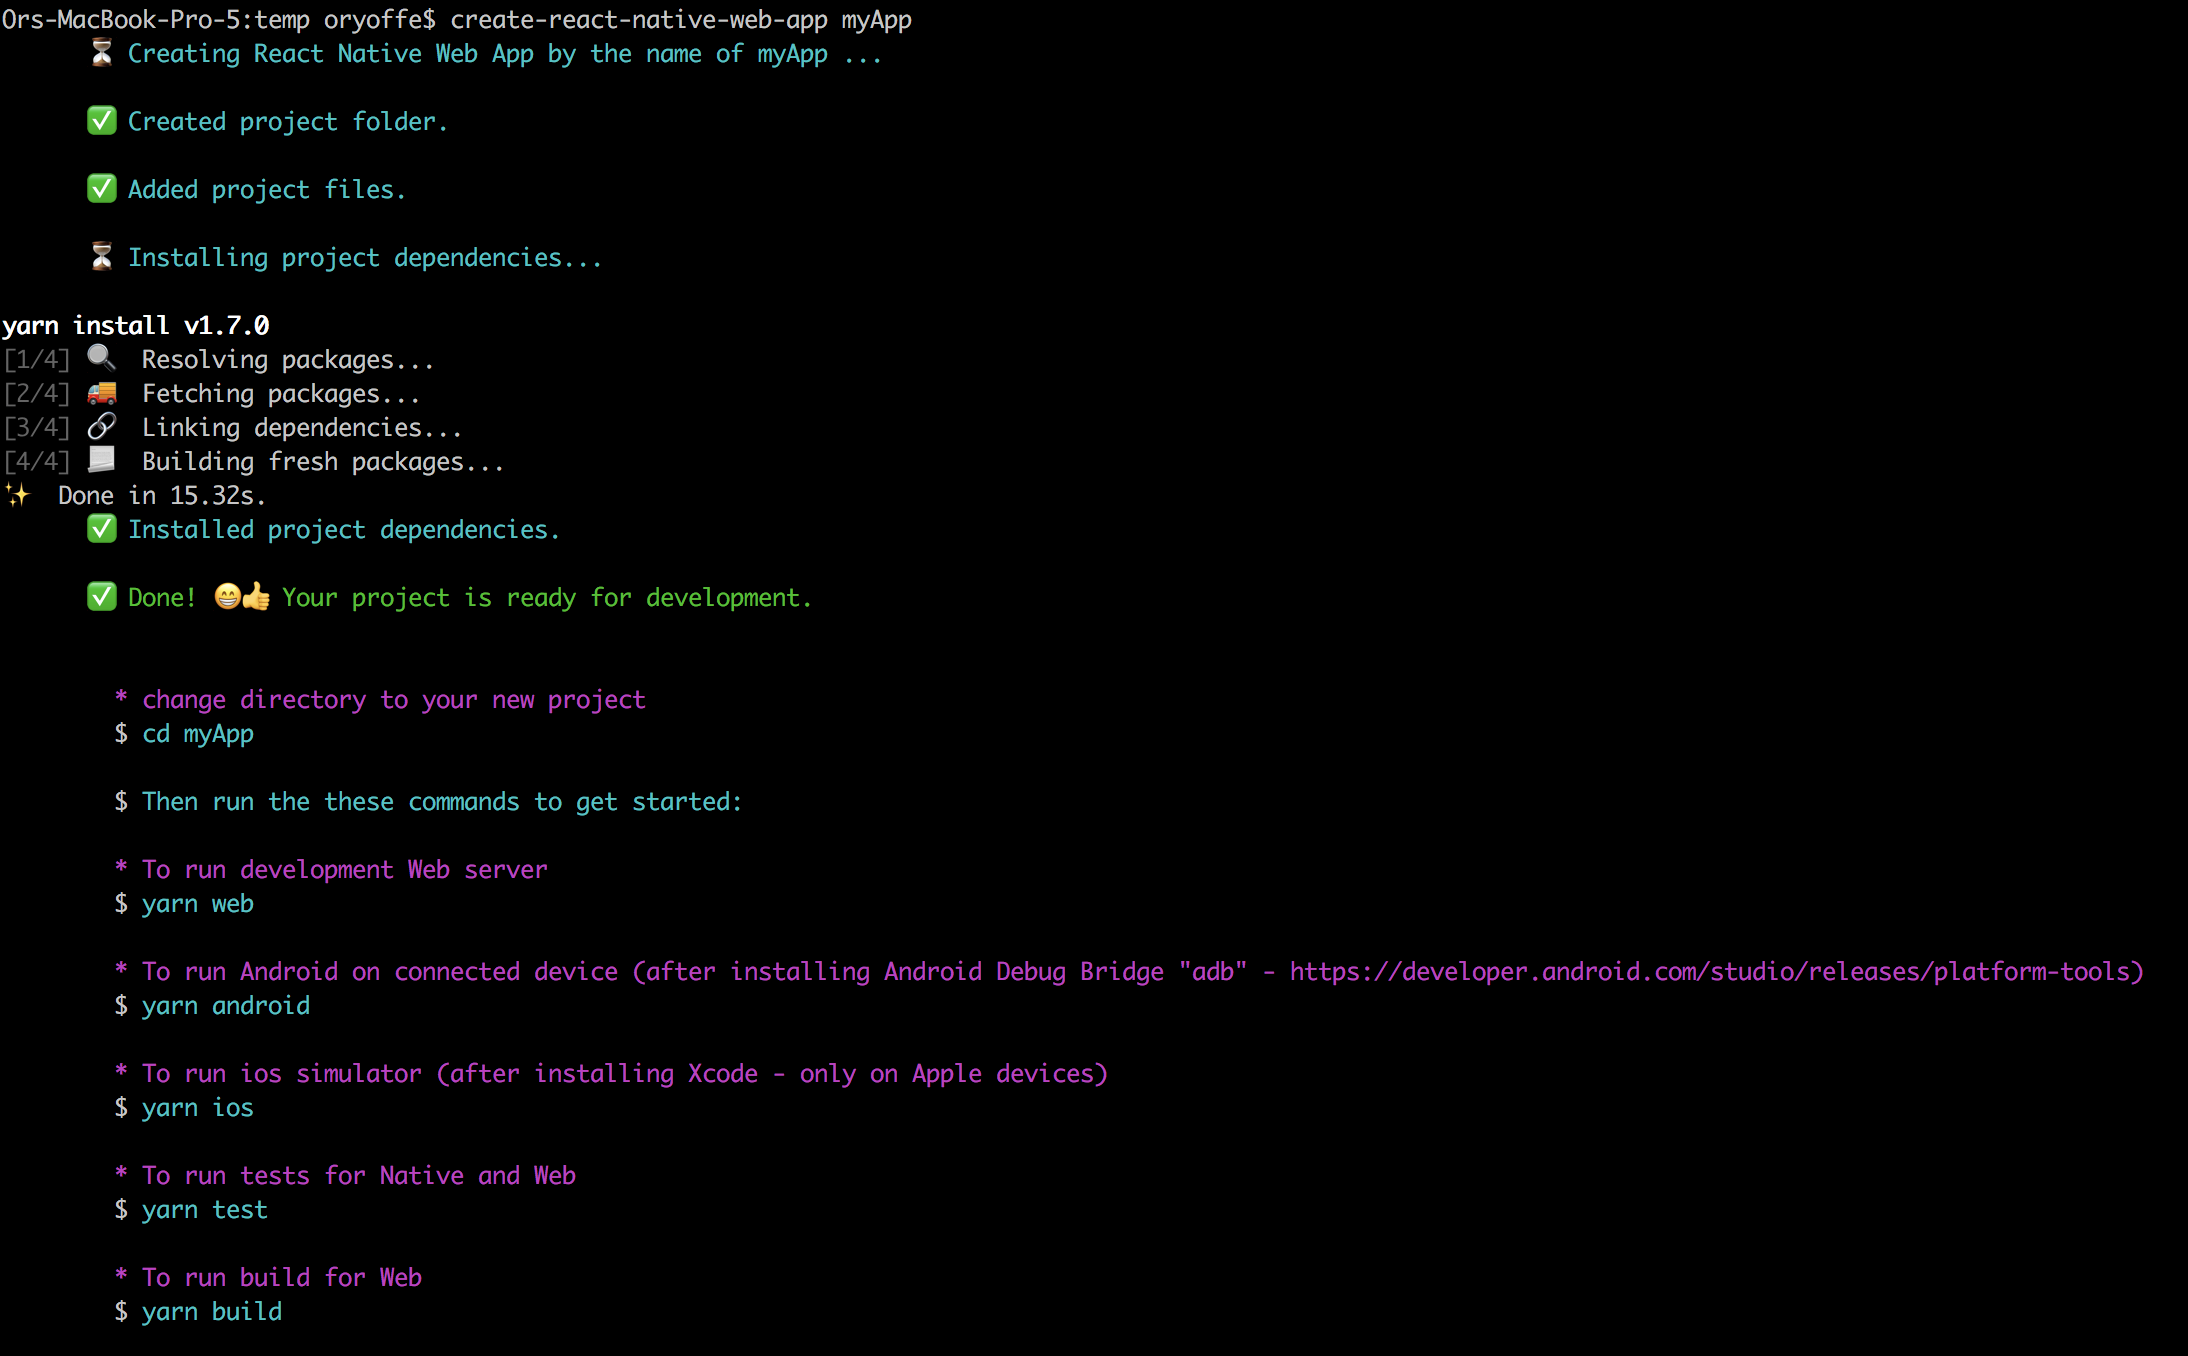 Ors-MacBook-Pro-5:temp oryoffe$ create-react-native-web-app myApp
⏳ Creating React Native Web App by the name of myApp ...
✅ Created project folder.
✅ Added project files.
⏳ Installing project dependencies...
yarn install v1.7.0
[1/4] 🔍 Resolving packages...
[2/4] 🚚 Fetching packages...
[3/4] 🔗 Linking dependencies...
[4/4] 📃 Building fresh packages...
✨ Done in 15.32s.
✅ Installed project dependencies.
✅ Done! 😁👍 Your project is ready for development.
* change directory to your new project
$ cd myApp
$ Then run the these commands to get started:
* To run development Web server
$ yarn web
* To run Android on connected device (after installing Android Debug Bridge "adb" - https://developer.android.com/studio/releases/platform-tools)
$ yarn android
* To run ios simulator (after installing Xcode - only on Apple devices)
$ yarn ios
* To run tests for Native and Web
$ yarn test
* To run build for Web
$ yarn build